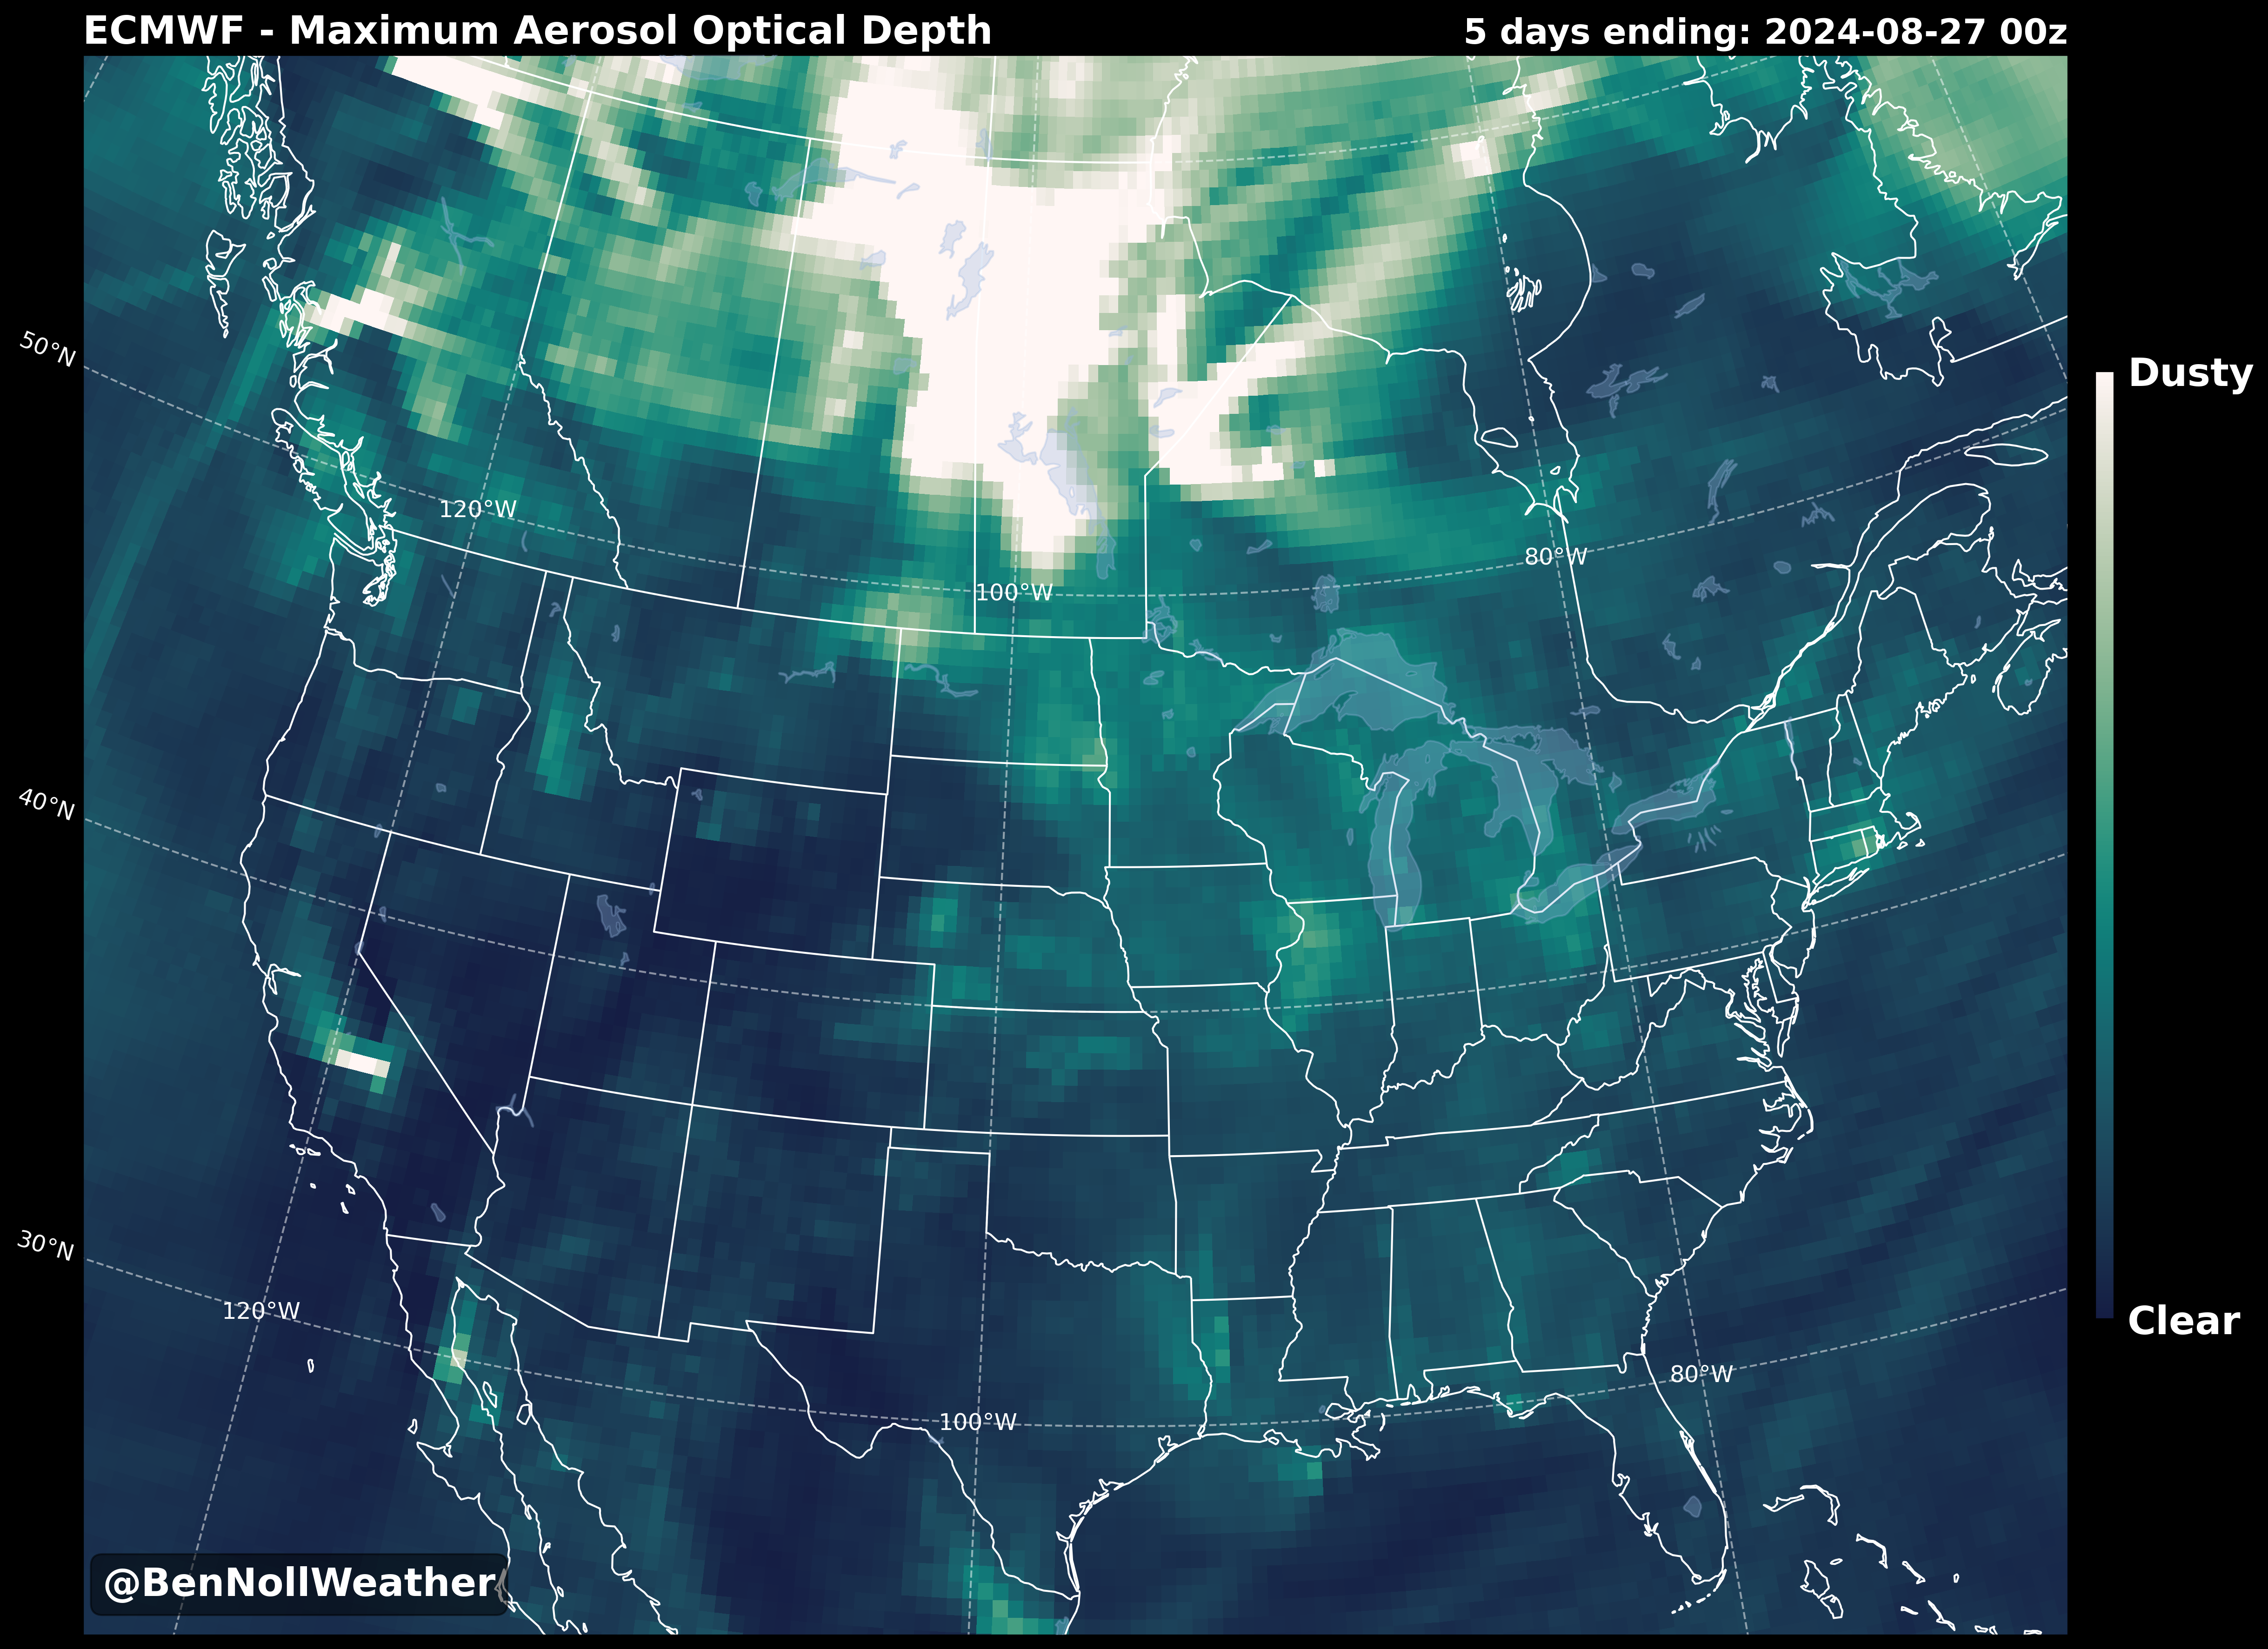 ECMWF - Maximum Aerosol Optical Depth
5 days ending: 2024-08-27 00z
50°N
Dusty
120°W
80°W
100°W
40°N
30°N
120°W
Clear
80°W
100°W
@BenNollWeather